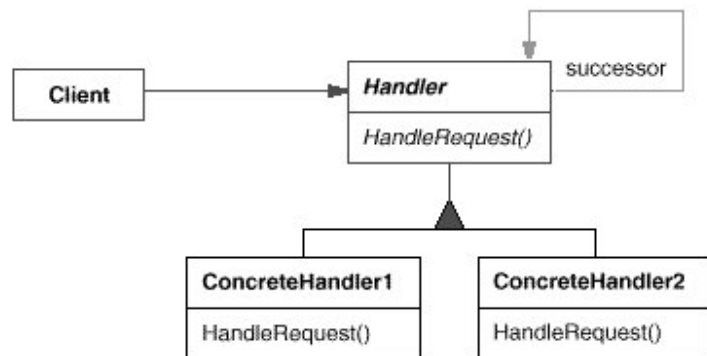 successor
Client
Handler
HandleRequest()
ConcreteHandler1
ConcreteHandler2
HandleRequest()
HandleRequest()